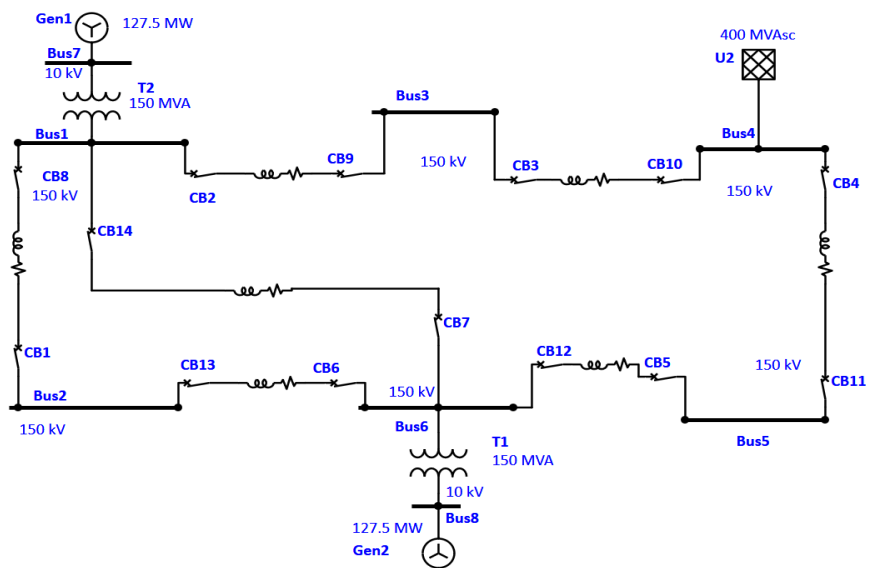 Gen1
127.5 MW
Bus7
10 kV
T2
150 MVA
Bus1
CB8
150 kV
CB14
CB2
CB9
Bus3
150 kV
CB3
CB10
400 MVAsc
U2
Bus4
150 kV
CB4
CB1
CB13
CB6
CB7
CB12
CB5
150 kV
CB11
Bus2
150 kV
150 kV
Bus6
Bus5
T1
150 MVA
10 kV
Bus8
127.5 MW
Gen2